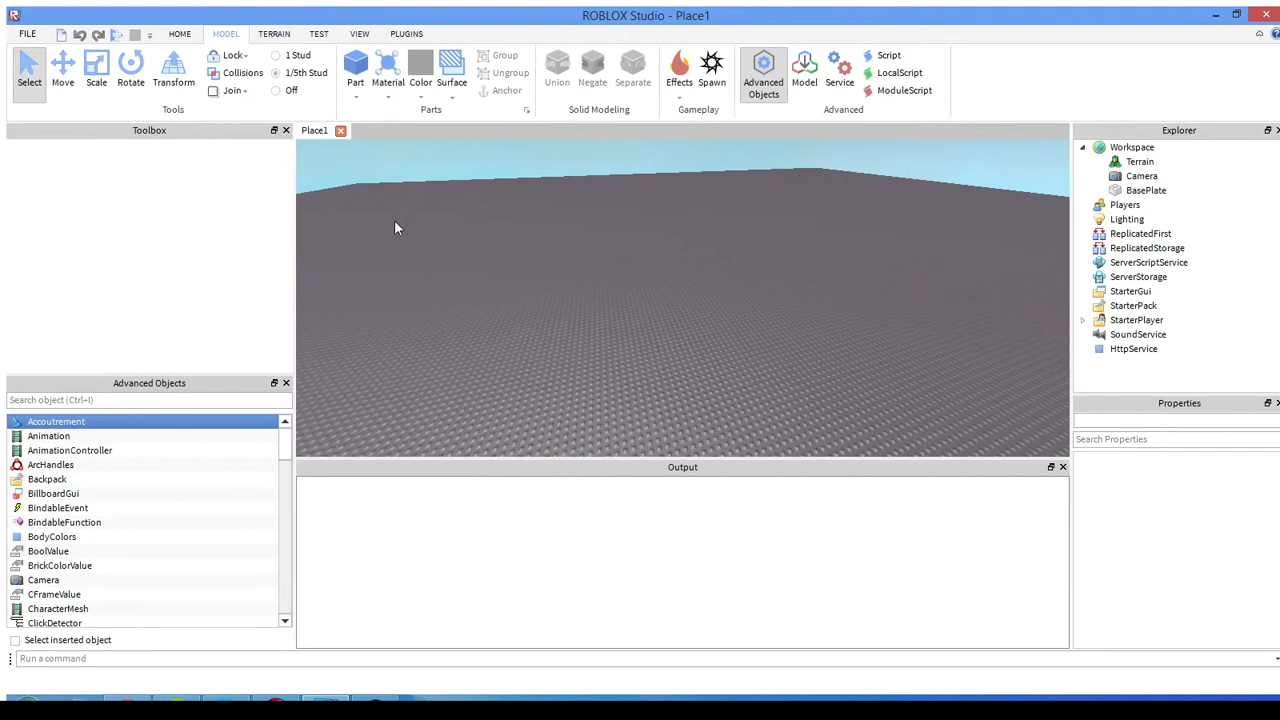 ROBLOX Studio - Place1
FILE
HOME
MODEL
TERRAIN
TEST
VIEW
PLUGINS
Select
Move
Scale
Rotate
Transform
Lock
Collisions
Join
1 Stud
1/5th Stud
Off
Tools
Part
Material
Color
Surface
Group
Ungroup
Anchor
Parts
Union
Negate
Separate
Solid Modeling
Effects
Spawn
Gameplay
Advanced
Objects
Model
Service
Script
LocalScript
ModuleScript
Advanced
Toolbox
Place1
Explorer
Workspace
Terrain
Camera
BasePlate
Players
Lighting
ReplicatedFirst
ReplicatedStorage
ServerScriptService
ServerStorage
StarterGui
StarterPack
StarterPlayer
SoundService
HttpService
Advanced Objects
Search object (Ctrl+I)
Accoutrement
Animation
AnimationController
ArcHandles
Backpack
BillboardGui
BindableEvent
BindableFunction
BodyColors
BoolValue
BrickColorValue
Camera
CFrameValue
CharacterMesh
ClickDetector
Select inserted object
Output
Properties
Search Properties
Run a command